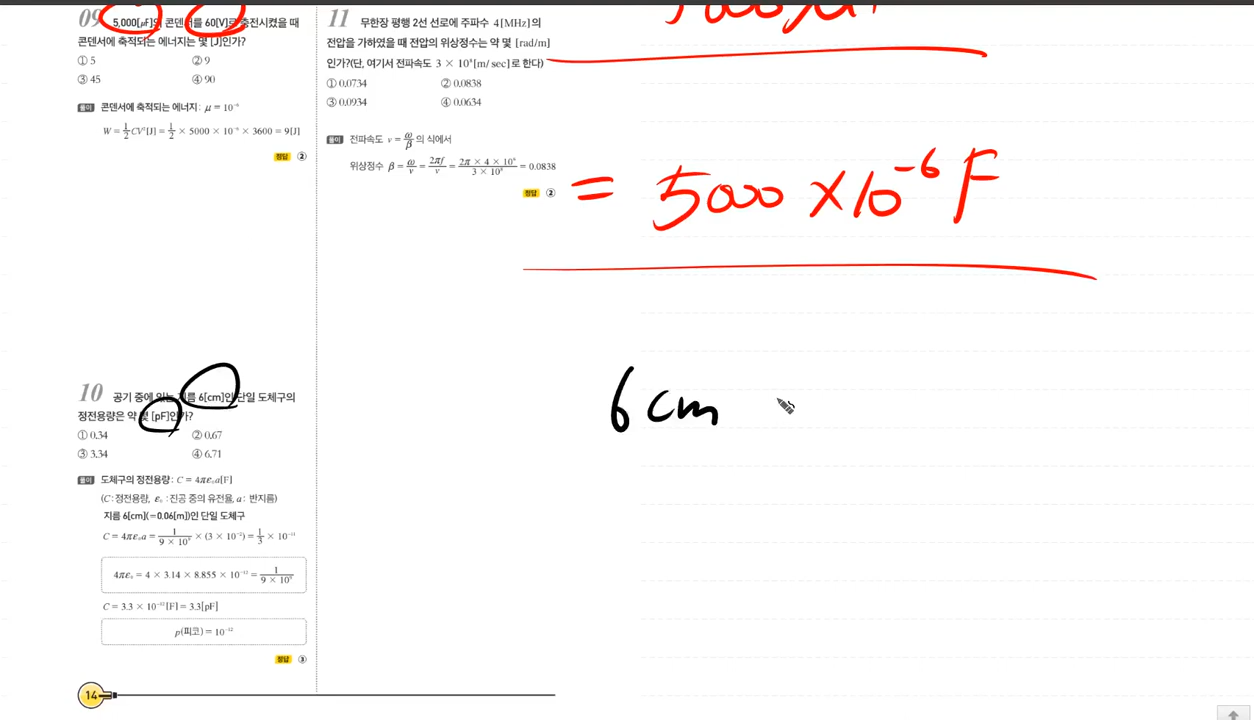 09 5,000[μF]의 콘덴서를 60[V]로 충전시켰을 때
콘덴서에 축적되는 에너지는 몇 [J]인가?
① 5 ② 9
③ 45 ④ 90
풀이 콘덴서에 축적되는 에너지 : μ = 10⁻⁶
W = 1/2 CV²[J] = 1/2 × 5000 × 10⁻⁶ × 3600 = 9[J]
정답 ②
10 공기 중에 있는 지름 6[cm]인 단일 도체구의
정전용량은 약 몇 [pF]인가?
① 0.34 ② 0.67
③ 3.34 ④ 6.71
풀이 도체구의 정전용량 : C = 4πε₀a[F]
(C : 정전용량, ε₀ : 진공 중의 유전율, a : 반지름)
지름 6[cm](=0.06[m])인 단일 도체구
C = 4πε₀a = 1/(9 × 10⁹) × (3 × 10⁻²) = 1/3 × 10⁻¹¹
4πε₀ = 4 × 3.14 × 8.855 × 10⁻¹² = 1/(9 × 10⁹)
C = 3.3 × 10⁻¹²[F] = 3.3[pF]
p(피코) = 10⁻¹²
정답 ③
14
11 무한장 평행 2선 선로에 주파수 4[MHz]의
전압을 가하였을 때 전압의 위상정수는 약 몇 [rad/m]
인가?(단, 여기서 전파속도 3 × 10⁸[m/sec]로 한다)
① 0.0734 ② 0.0838
③ 0.0934 ④ 0.0634
풀이 전파속도 v = ω/β 의 식에서
위상정수 β = ω/v = 2πf/v = (2π × 4 × 10⁶)/(3 × 10⁸) = 0.0838
정답 ②
= 5000 × 10⁻⁶ F
6 cm